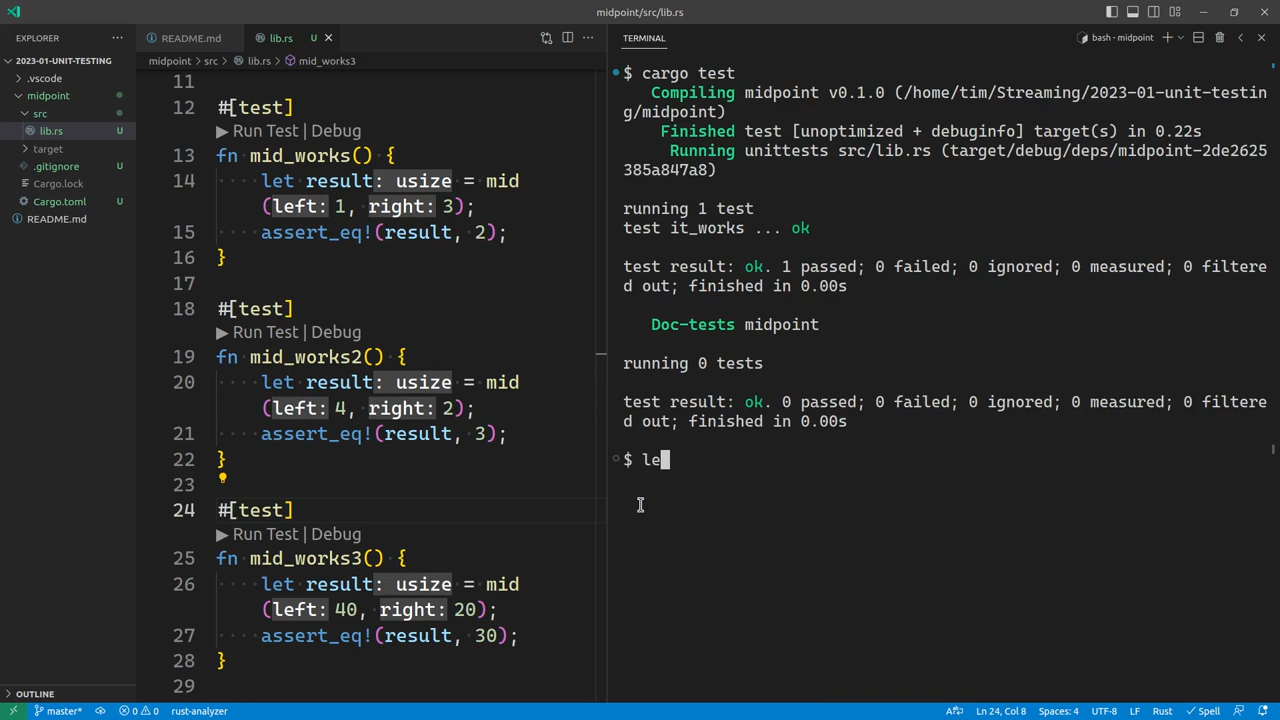 midpoint/src/lib.rs
EXPLORER
2023-01-UNIT-TESTING
.vscode
midpoint
src
lib.rs U
target
.gitignore
Cargo.lock
Cargo.toml
README.md
OUTLINE
README.md
lib.rs U
midpoint > src > lib.rs > mid_works3
11
12 #[test]
▶ Run Test | Debug
13 fn mid_works() {
14 ····let result: usize = mid
(left: 1, right: 3);
15 ····assert_eq!(result, 2);
16 }
17
18 #[test]
▶ Run Test | Debug
19 fn mid_works2() {
20 ····let result: usize = mid
(left: 4, right: 2);
21 ····assert_eq!(result, 3);
22 }
23
24 #[test]
▶ Run Test | Debug
25 fn mid_works3() {
26 ····let result: usize = mid
(left: 40, right: 20);
27 ····assert_eq!(result, 30);
28 }
29
TERMINAL
bash - midpoint
$ cargo test
Compiling midpoint v0.1.0 (/home/tim/Streaming/2023-01-unit-testin
g/midpoint)
Finished test [unoptimized + debuginfo] target(s) in 0.22s
Running unittests src/lib.rs (target/debug/deps/midpoint-2de2625
385a847a8)
running 1 test
test it_works ... ok
test result: ok. 1 passed; 0 failed; 0 ignored; 0 measured; 0 filtere
d out; finished in 0.00s
Doc-tests midpoint
running 0 tests
test result: ok. 0 passed; 0 failed; 0 ignored; 0 measured; 0 filtere
d out; finished in 0.00s
$ le
master* 0 0 rust-analyzer Ln 24, Col 8 Spaces: 4 UTF-8 LF Rust Spell